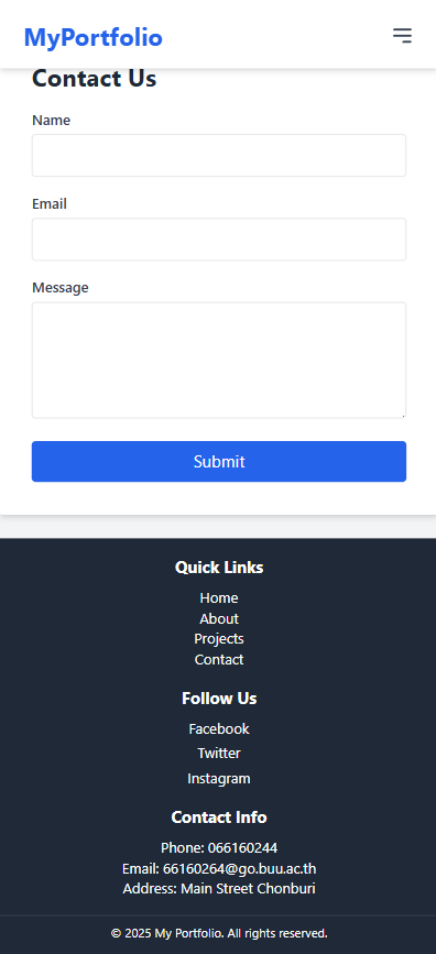 MyPortfolio
Contact Us
Name
Email
Message
Submit
Quick Links
Home
About
Projects
Contact
Follow Us
Facebook
Twitter
Instagram
Contact Info
Phone: 066160244
Email: 66160264@go.buu.ac.th
Address: Main Street Chonburi
© 2025 My Portfolio. All rights reserved.